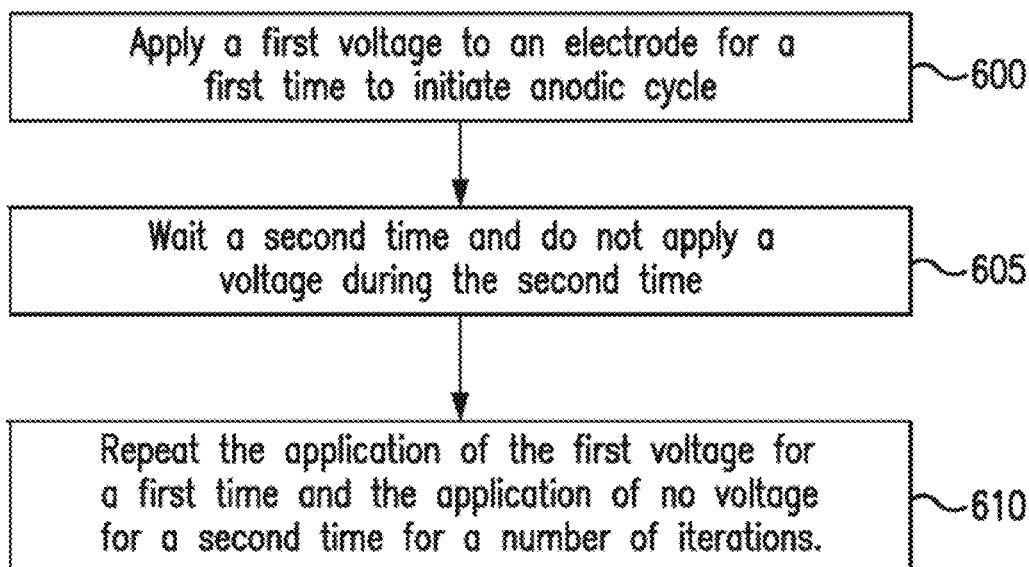 Apply a first voltage to an electrode for a
first time to initiate anodic cycle
600
Wait a second time and do not apply a
voltage during the second time
605
Repeat the application of the first voltage for
a first time and the application of no voltage
for a second time for a number of iterations.
610